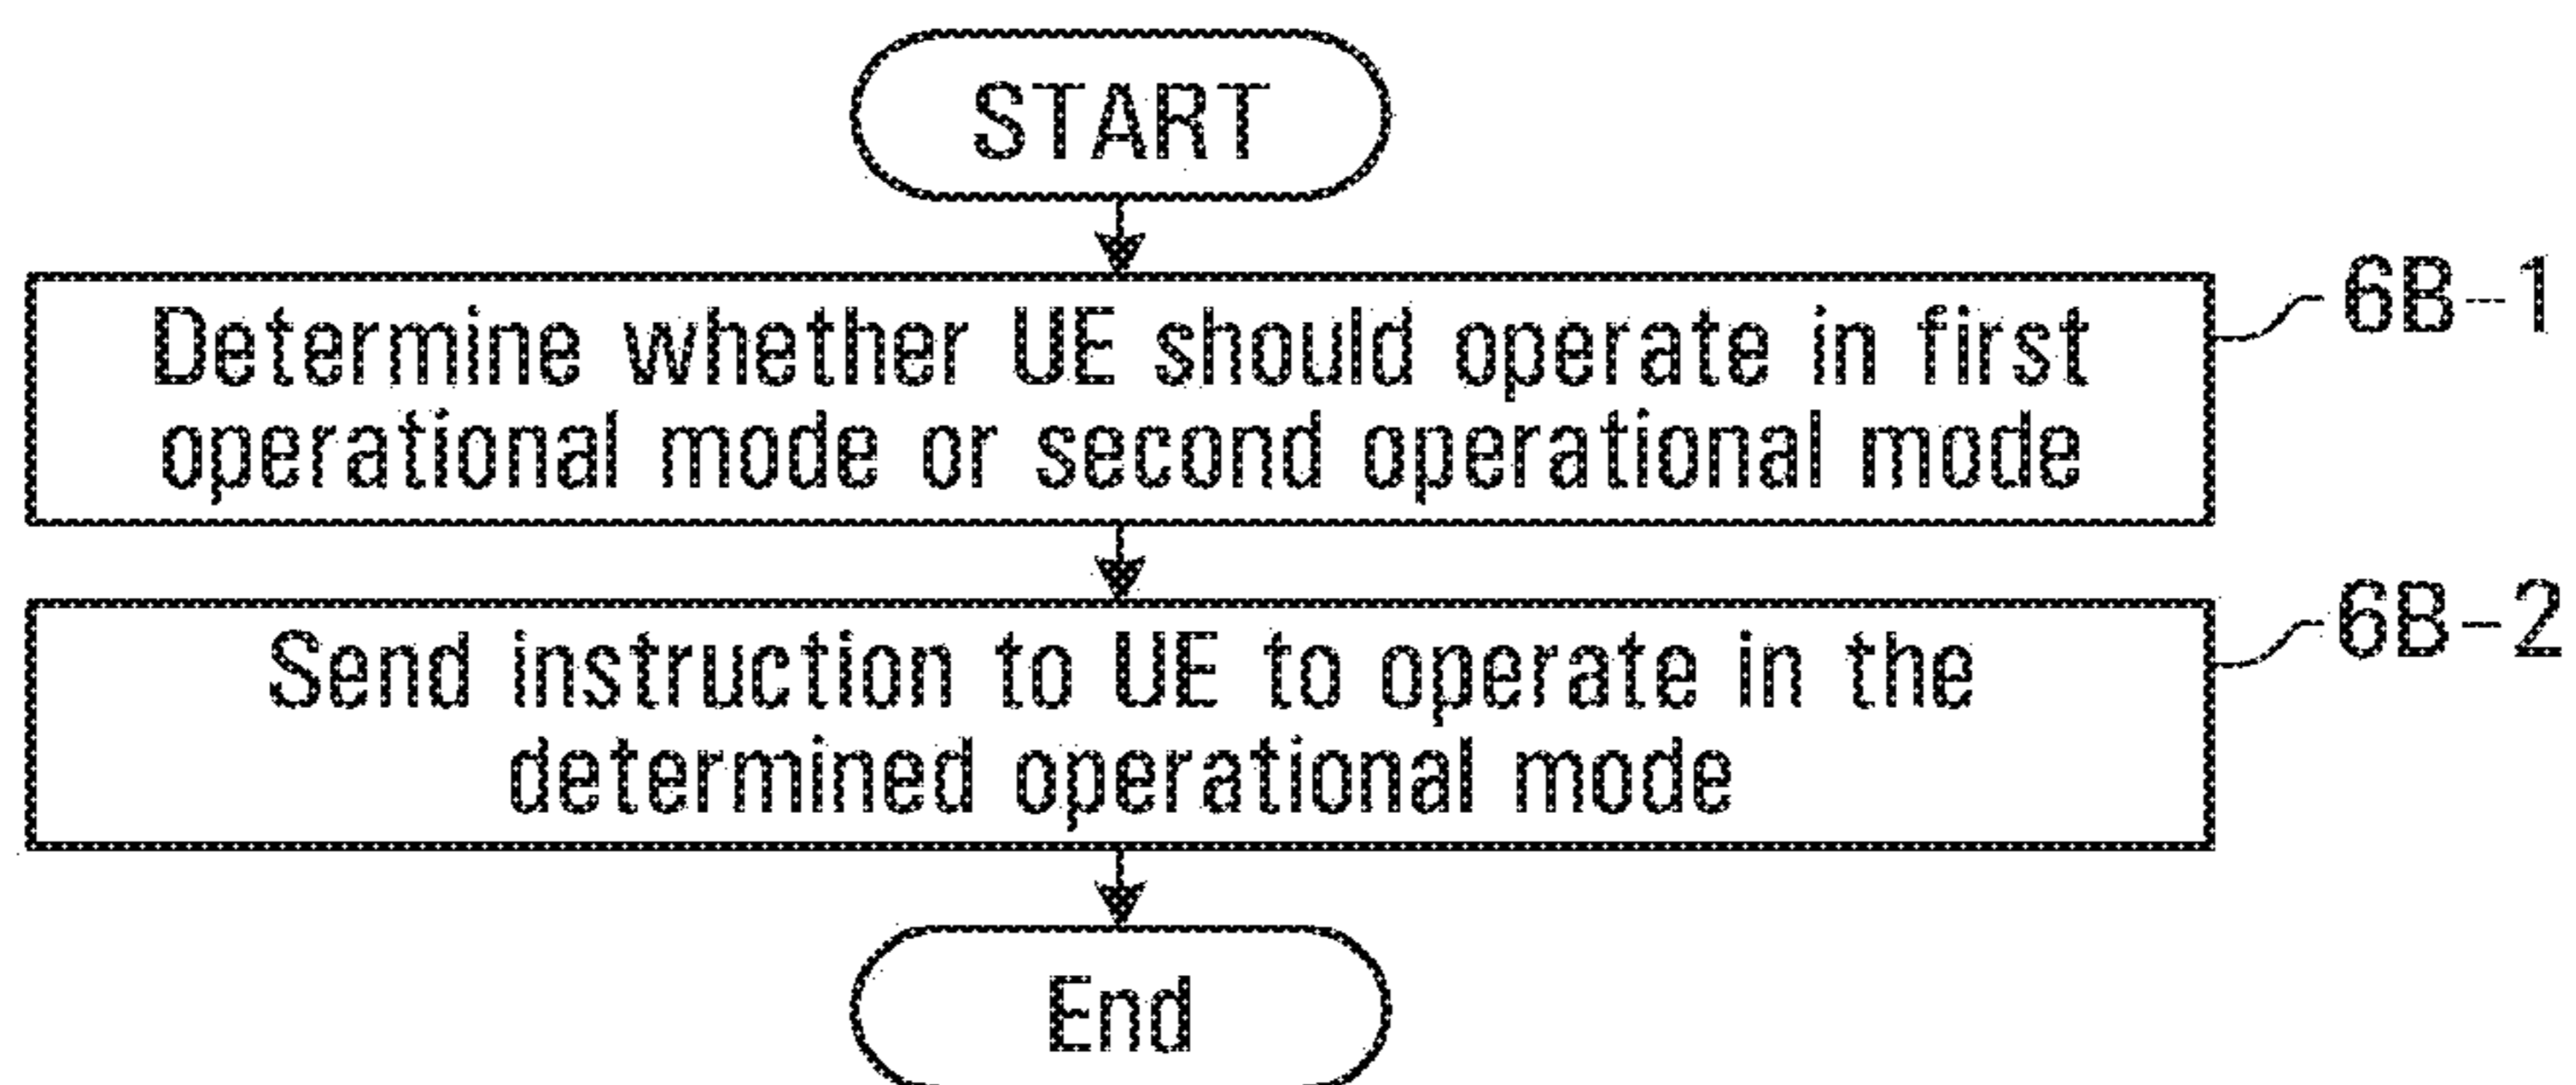 START
Determine whether UE should operate in first
operational mode or second operational mode
6B-1
Send instruction to UE to operate in the
determined operational mode
6B-2
End